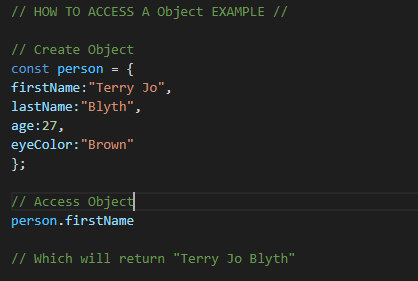 // HOW TO ACCESS A Object EXAMPLE //
// Create Object
const person = {
firstName:"Terry Jo",
lastName:"Blyth",
age:27,
eyeColor:"Brown"
};
// Access Object
person.firstName
// Which will return "Terry Jo Blyth"